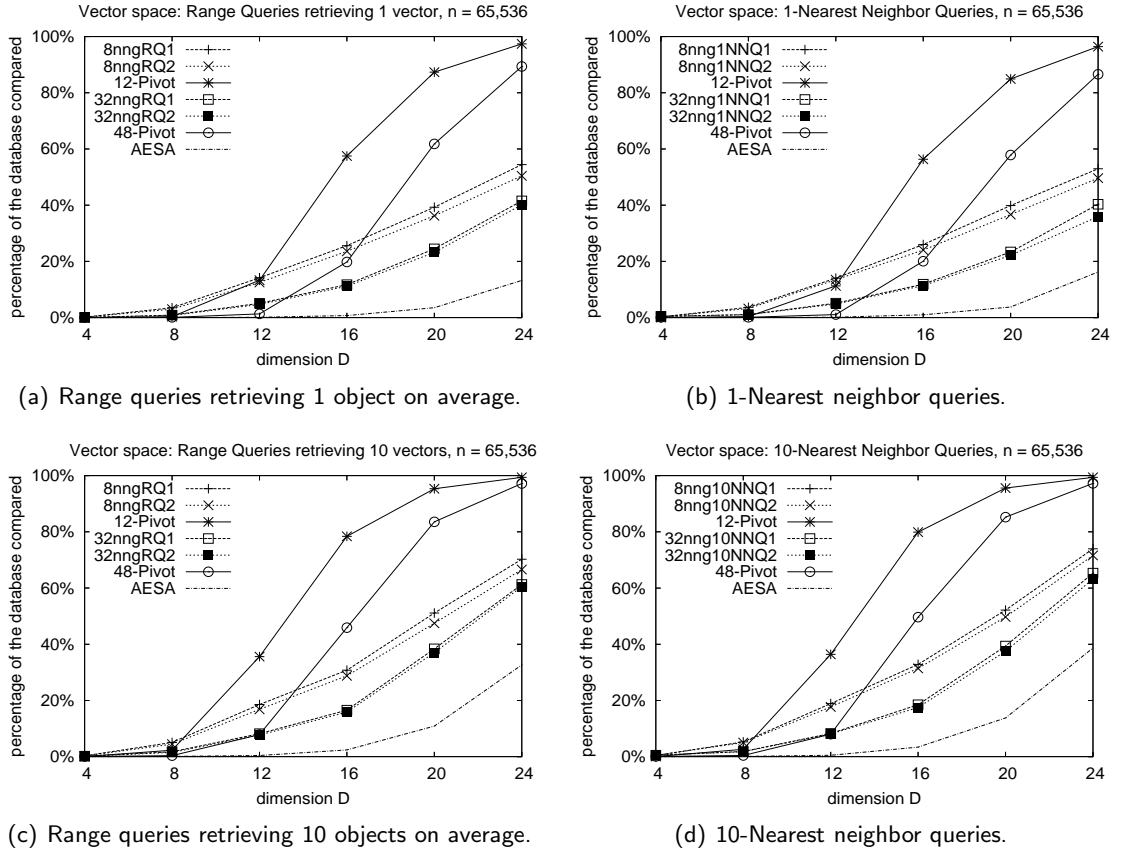 Vector space: Range Queries retrieving 1 vector, n = 65,536
percentage of the database compared
100%
80%
60%
40%
20%
0%
8nngRQ1
8nngRQ2
12-Pivot
32nngRQ1
32nngRQ2
48-Pivot
AESA
4 8 12 16 20 24
dimension D
(a) Range queries retrieving 1 object on average.
Vector space: 1-Nearest Neighbor Queries, n = 65,536
percentage of the database compared
100%
80%
60%
40%
20%
0%
8nng1NNQ1
8nng1NNQ2
12-Pivot
32nng1NNQ1
32nng1NNQ2
48-Pivot
AESA
4 8 12 16 20 24
dimension D
(b) 1-Nearest neighbor queries.
Vector space: Range Queries retrieving 10 vectors, n = 65,536
percentage of the database compared
100%
80%
60%
40%
20%
0%
8nngRQ1
8nngRQ2
12-Pivot
32nngRQ1
32nngRQ2
48-Pivot
AESA
4 8 12 16 20 24
dimension D
(c) Range queries retrieving 10 objects on average.
Vector space: 10-Nearest Neighbor Queries, n = 65,536
percentage of the database compared
100%
80%
60%
40%
20%
0%
8nng10NNQ1
8nng10NNQ2
12-Pivot
32nng10NNQ1
32nng10NNQ2
48-Pivot
AESA
4 8 12 16 20 24
dimension D
(d) 10-Nearest neighbor queries.